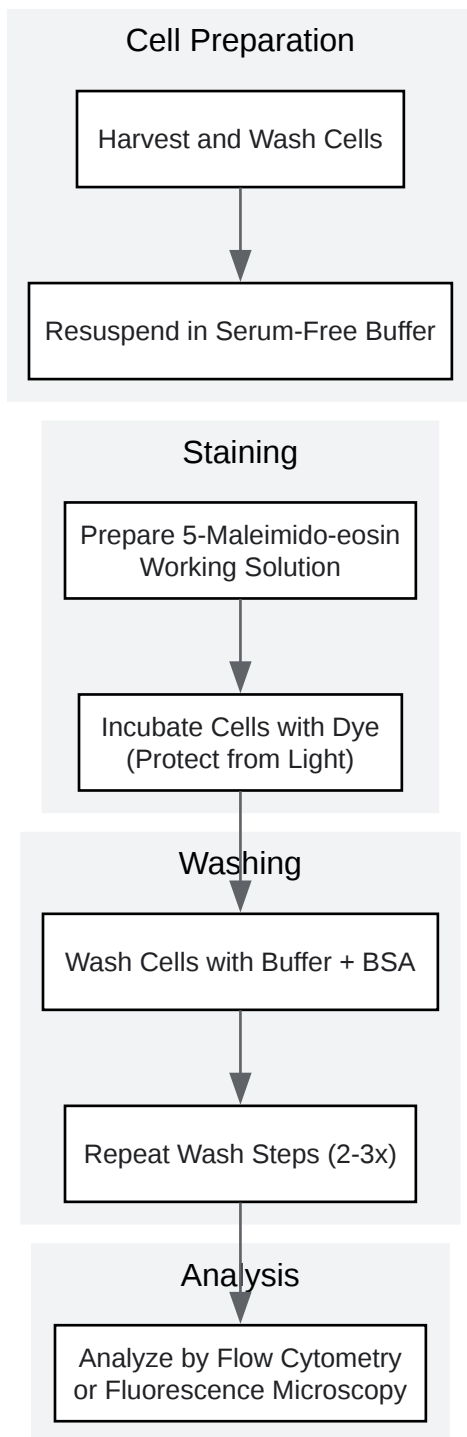 Cell Preparation
Harvest and Wash Cells
Resuspend in Serum-Free Buffer
Staining
Prepare 5-Maleimido-eosin
Working Solution
Incubate Cells with Dye
(Protect from Light)
Washing
Wash Cells with Buffer + BSA
Repeat Wash Steps (2-3x)
Analysis
Analyze by Flow Cytometry
or Fluorescence Microscopy